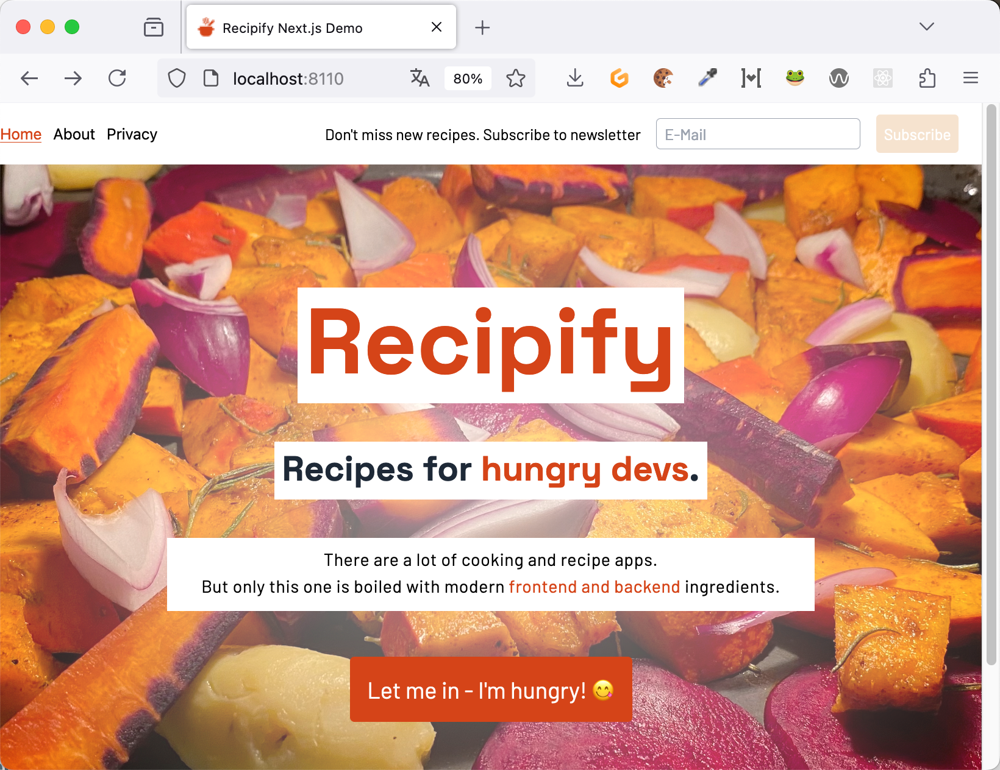 Recipify Next.js Demo
localhost:8110
80%
Home About Privacy
Don't miss new recipes. Subscribe to newsletter
E-Mail
Subscribe
Recipify
Recipes for hungry devs.
There are a lot of cooking and recipe apps.
But only this one is boiled with modern frontend and backend ingredients.
Let me in - I'm hungry! 😋